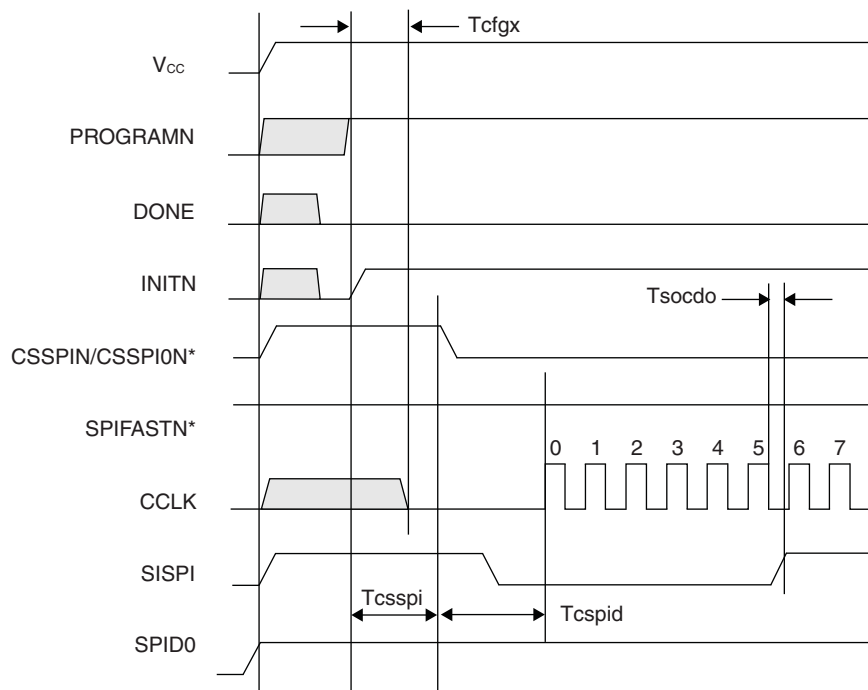 Tcfgx
VCC
PROGRAMN
DONE
INITN
Tsocdo
CSSPIN/CSSPI0N*
SPIFASTN*
0 1 2 3 4 5 6 7
CCLK
SISPI
Tcsspi
Tcspid
SPID0